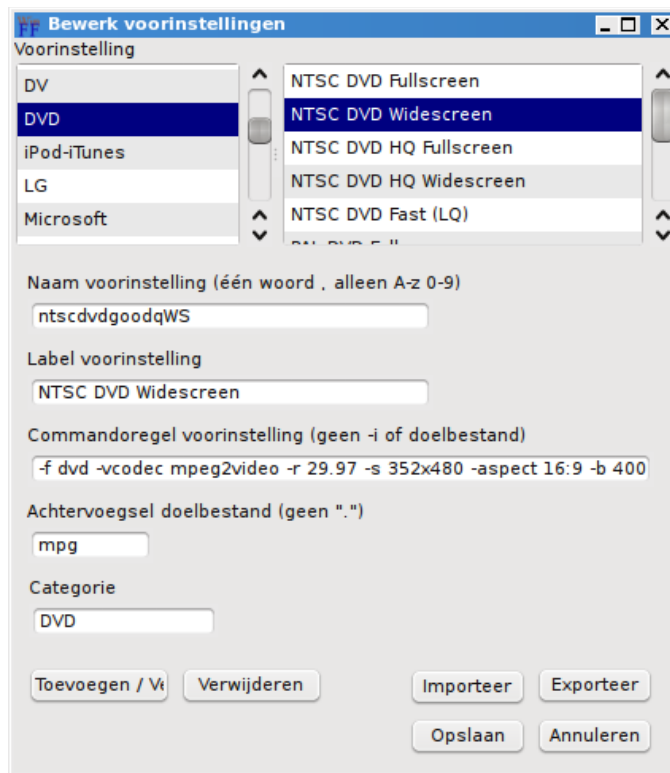 Bewerk voorinstellingen
Voorinstelling
DV
DVD
iPod-iTunes
LG
Microsoft
NTSC DVD Fullscreen
NTSC DVD Widescreen
NTSC DVD HQ Fullscreen
NTSC DVD HQ Widescreen
NTSC DVD Fast (LQ)
Naam voorinstelling (één woord , alleen A-z 0-9)
ntscdvdgoodqWS
Label voorinstelling
NTSC DVD Widescreen
Commandoregel voorinstelling (geen -i of doelbestand)
-f dvd -vcodec mpeg2video -r 29.97 -s 352x480 -aspect 16:9 -b 400
Achtervoegsel doelbestand (geen ".")
mpg
Categorie
DVD
Toevoegen / Ve
Verwijderen
Importeer
Exporteer
Opslaan
Annuleren